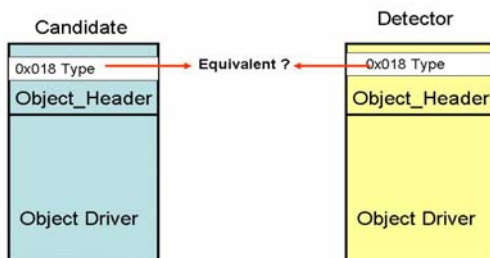 Candidate
Detector
0x018 Type
Equivalent ?
0x018 Type
Object_Header
Object_Header
Object Driver
Object Driver